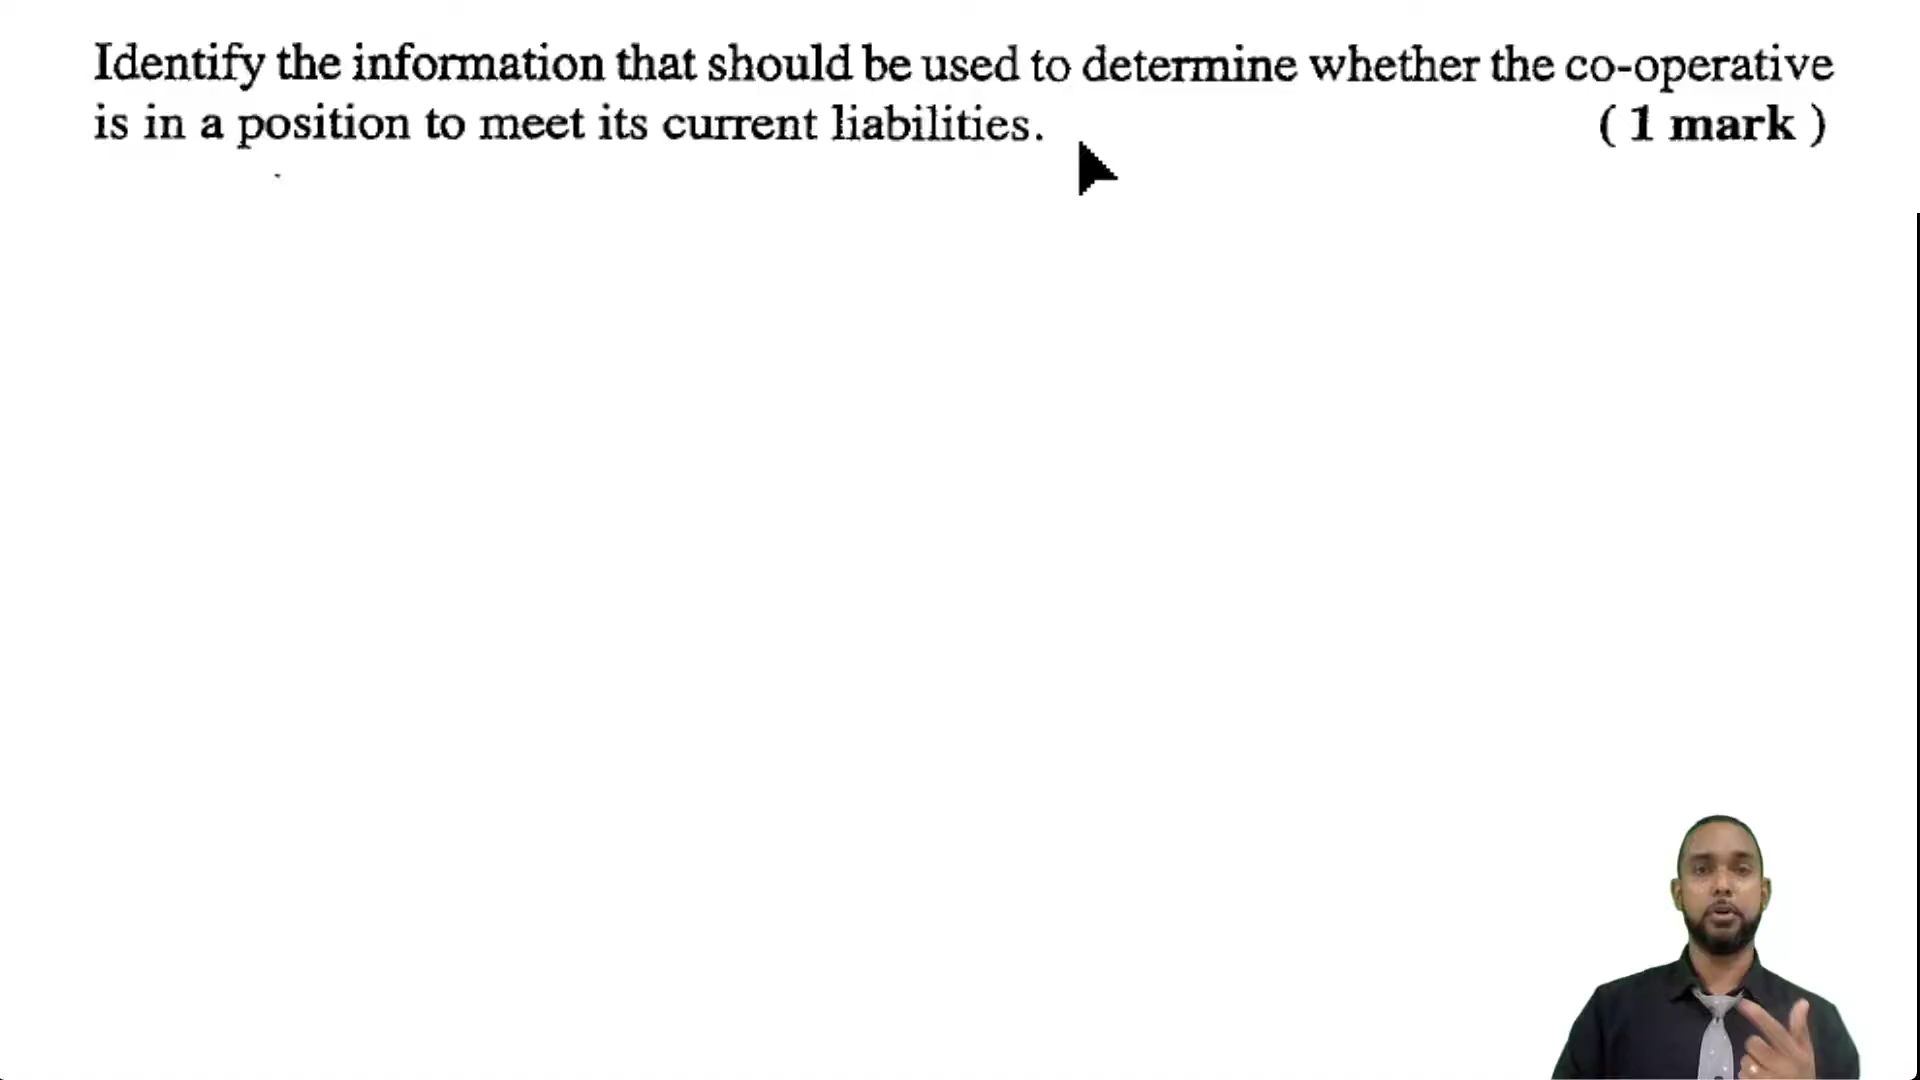 Identify the information that should be used to determine whether the co-operative
is in a position to meet its current liabilities. ( 1 mark )